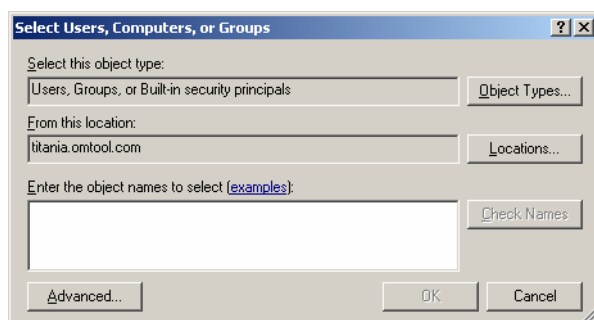 Select Users, Computers, or Groups
Select this object type:
Users, Groups, or Built-in security principals
Object Types...
From this location:
titania.omtool.com
Locations...
Enter the object names to select (examples):
Check Names
Advanced...
OK
Cancel